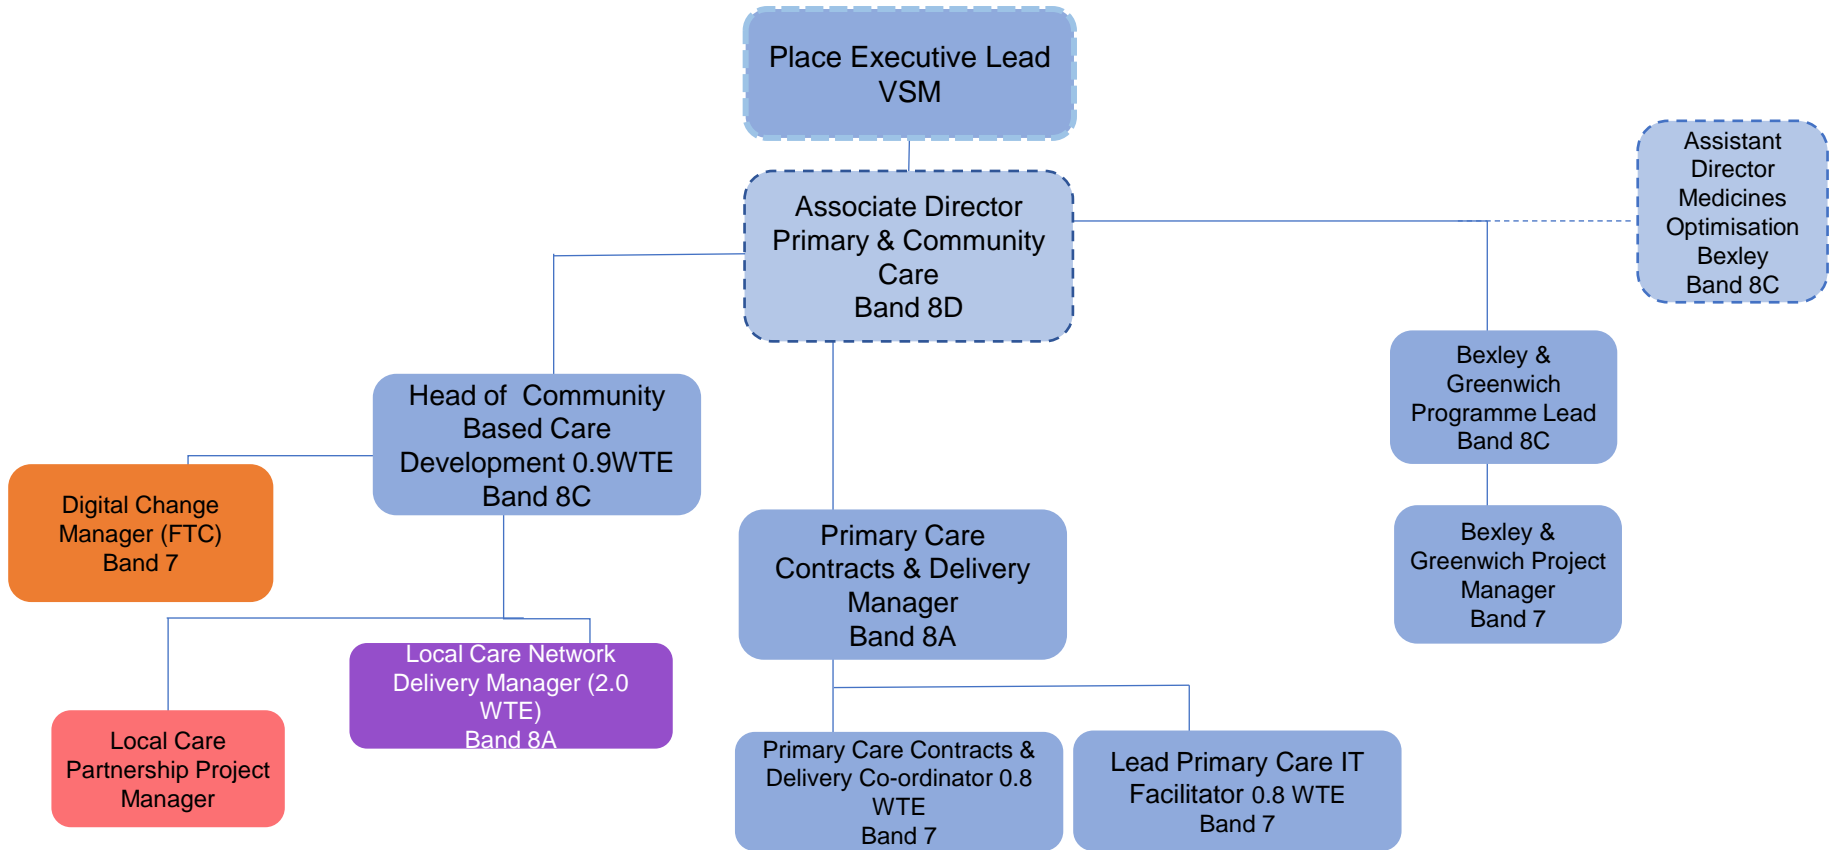 Place Executive Lead
VSM
Associate Director
Primary & Community
Care
Band 8D
Assistant
Director
Medicines
Optimisation
Bexley
Band 8C
Head of  Community
Based Care
Development 0.9WTE
Band 8C
Bexley &
Greenwich
Programme Lead
Band 8C
Digital Change
Manager (FTC)
Band 7
Primary Care
Contracts & Delivery
Manager
Band 8A
Bexley &
Greenwich Project
Manager
Band 7
Local Care Network
Delivery Manager (2.0
WTE)
Band 8A
Local Care
Partnership Project
Manager
Primary Care Contracts &
Delivery Co-ordinator 0.8
WTE
Band 7
Lead Primary Care IT
Facilitator 0.8 WTE
Band 7